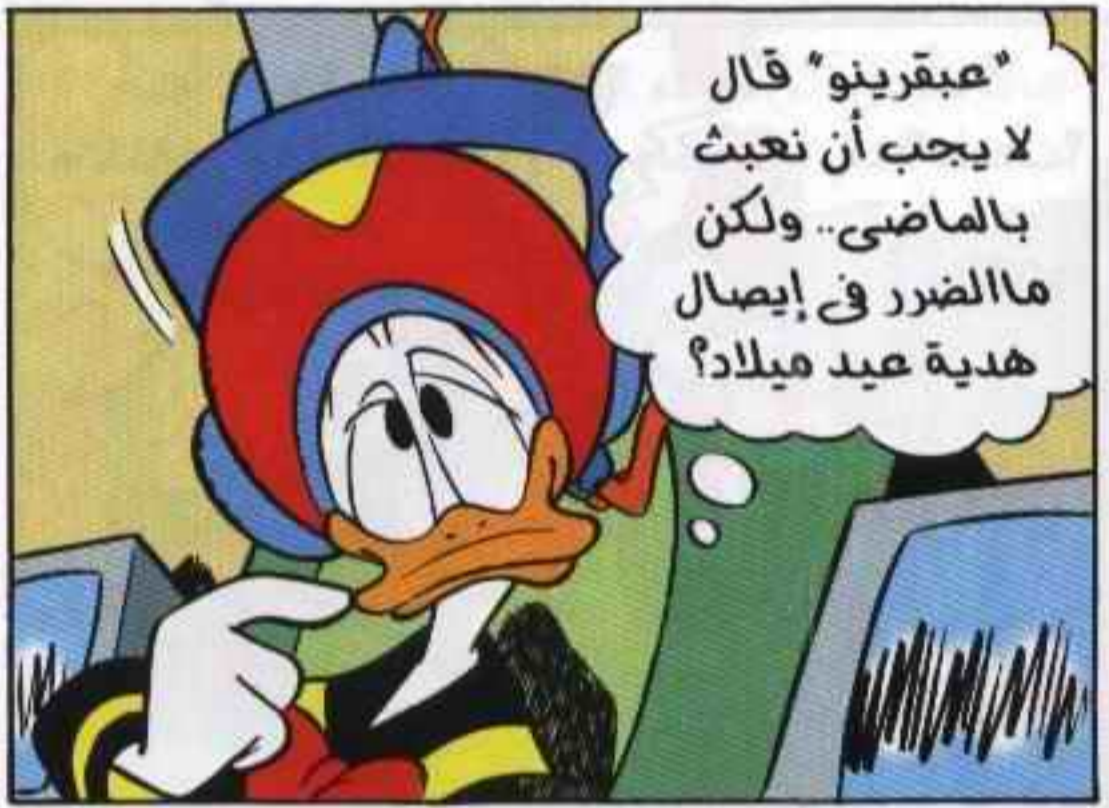 "عبقرينو" قال
لا يجب أن نعبث
بالماضى.. ولكن
ماالضرر فى إيصال
هدية عيد ميلاد؟